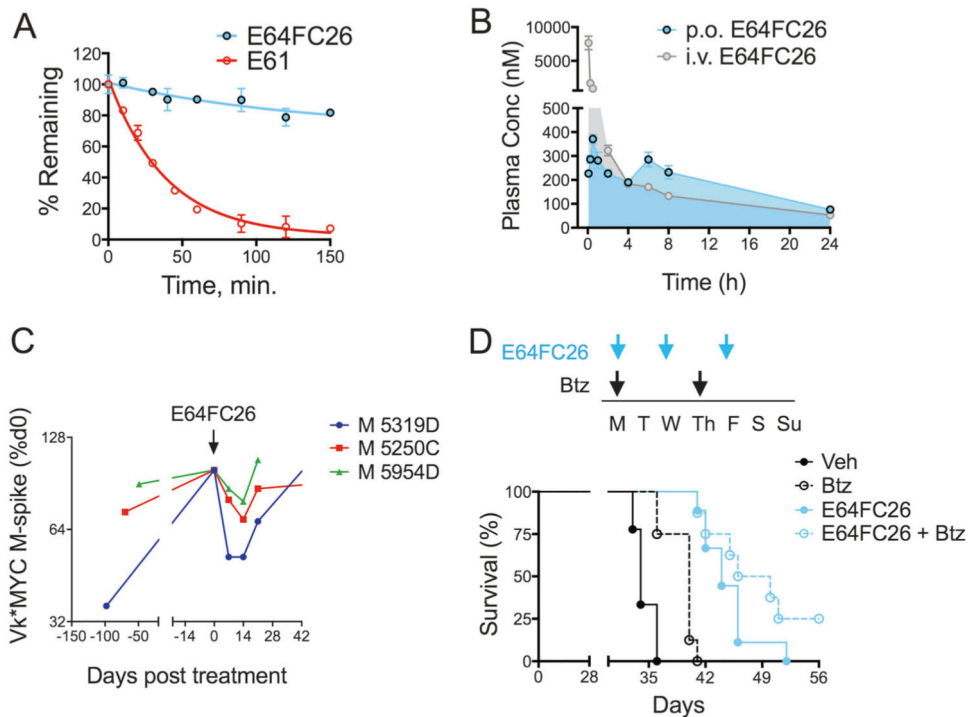 A
E64FC26
E61
% Remaining
120
100
80
60
40
20
0
0 50 100 150
Time, min.
B
p.o. E64FC26
i.v. E64FC26
Plasma Conc (nM)
10000
5000
500
400
300
200
100
0
0 4 8 12 16 20 24
Time (h)
C
E64FC26
M 5319D
M 5250C
M 5954D
Vk*MYC M-spike (%d0)
128
64
32
-150 -100 -50 -14 0 14 28 42
Days post treatment
D
E64FC26
Btz
M T W Th F S Su
Veh
Btz
E64FC26
E64FC26 + Btz
Survival (%)
100
75
50
25
0
0 28 35 42 49 56
Days